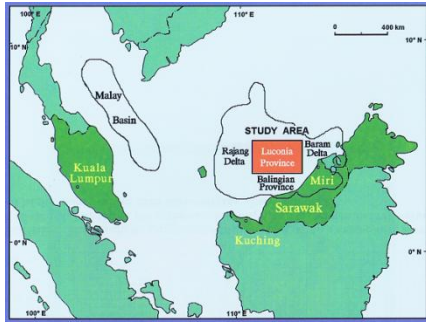 100° E
110° E
0
400 km
10° N
10° N
Malay
Basin
STUDY AREA
Rajang
Delta
Luconia
Province
Baram
Delta
Balingian
Province
Kuala
Lumpur
Miri
Sarawak
Kuching
0° N
0° N
100° E
110° E